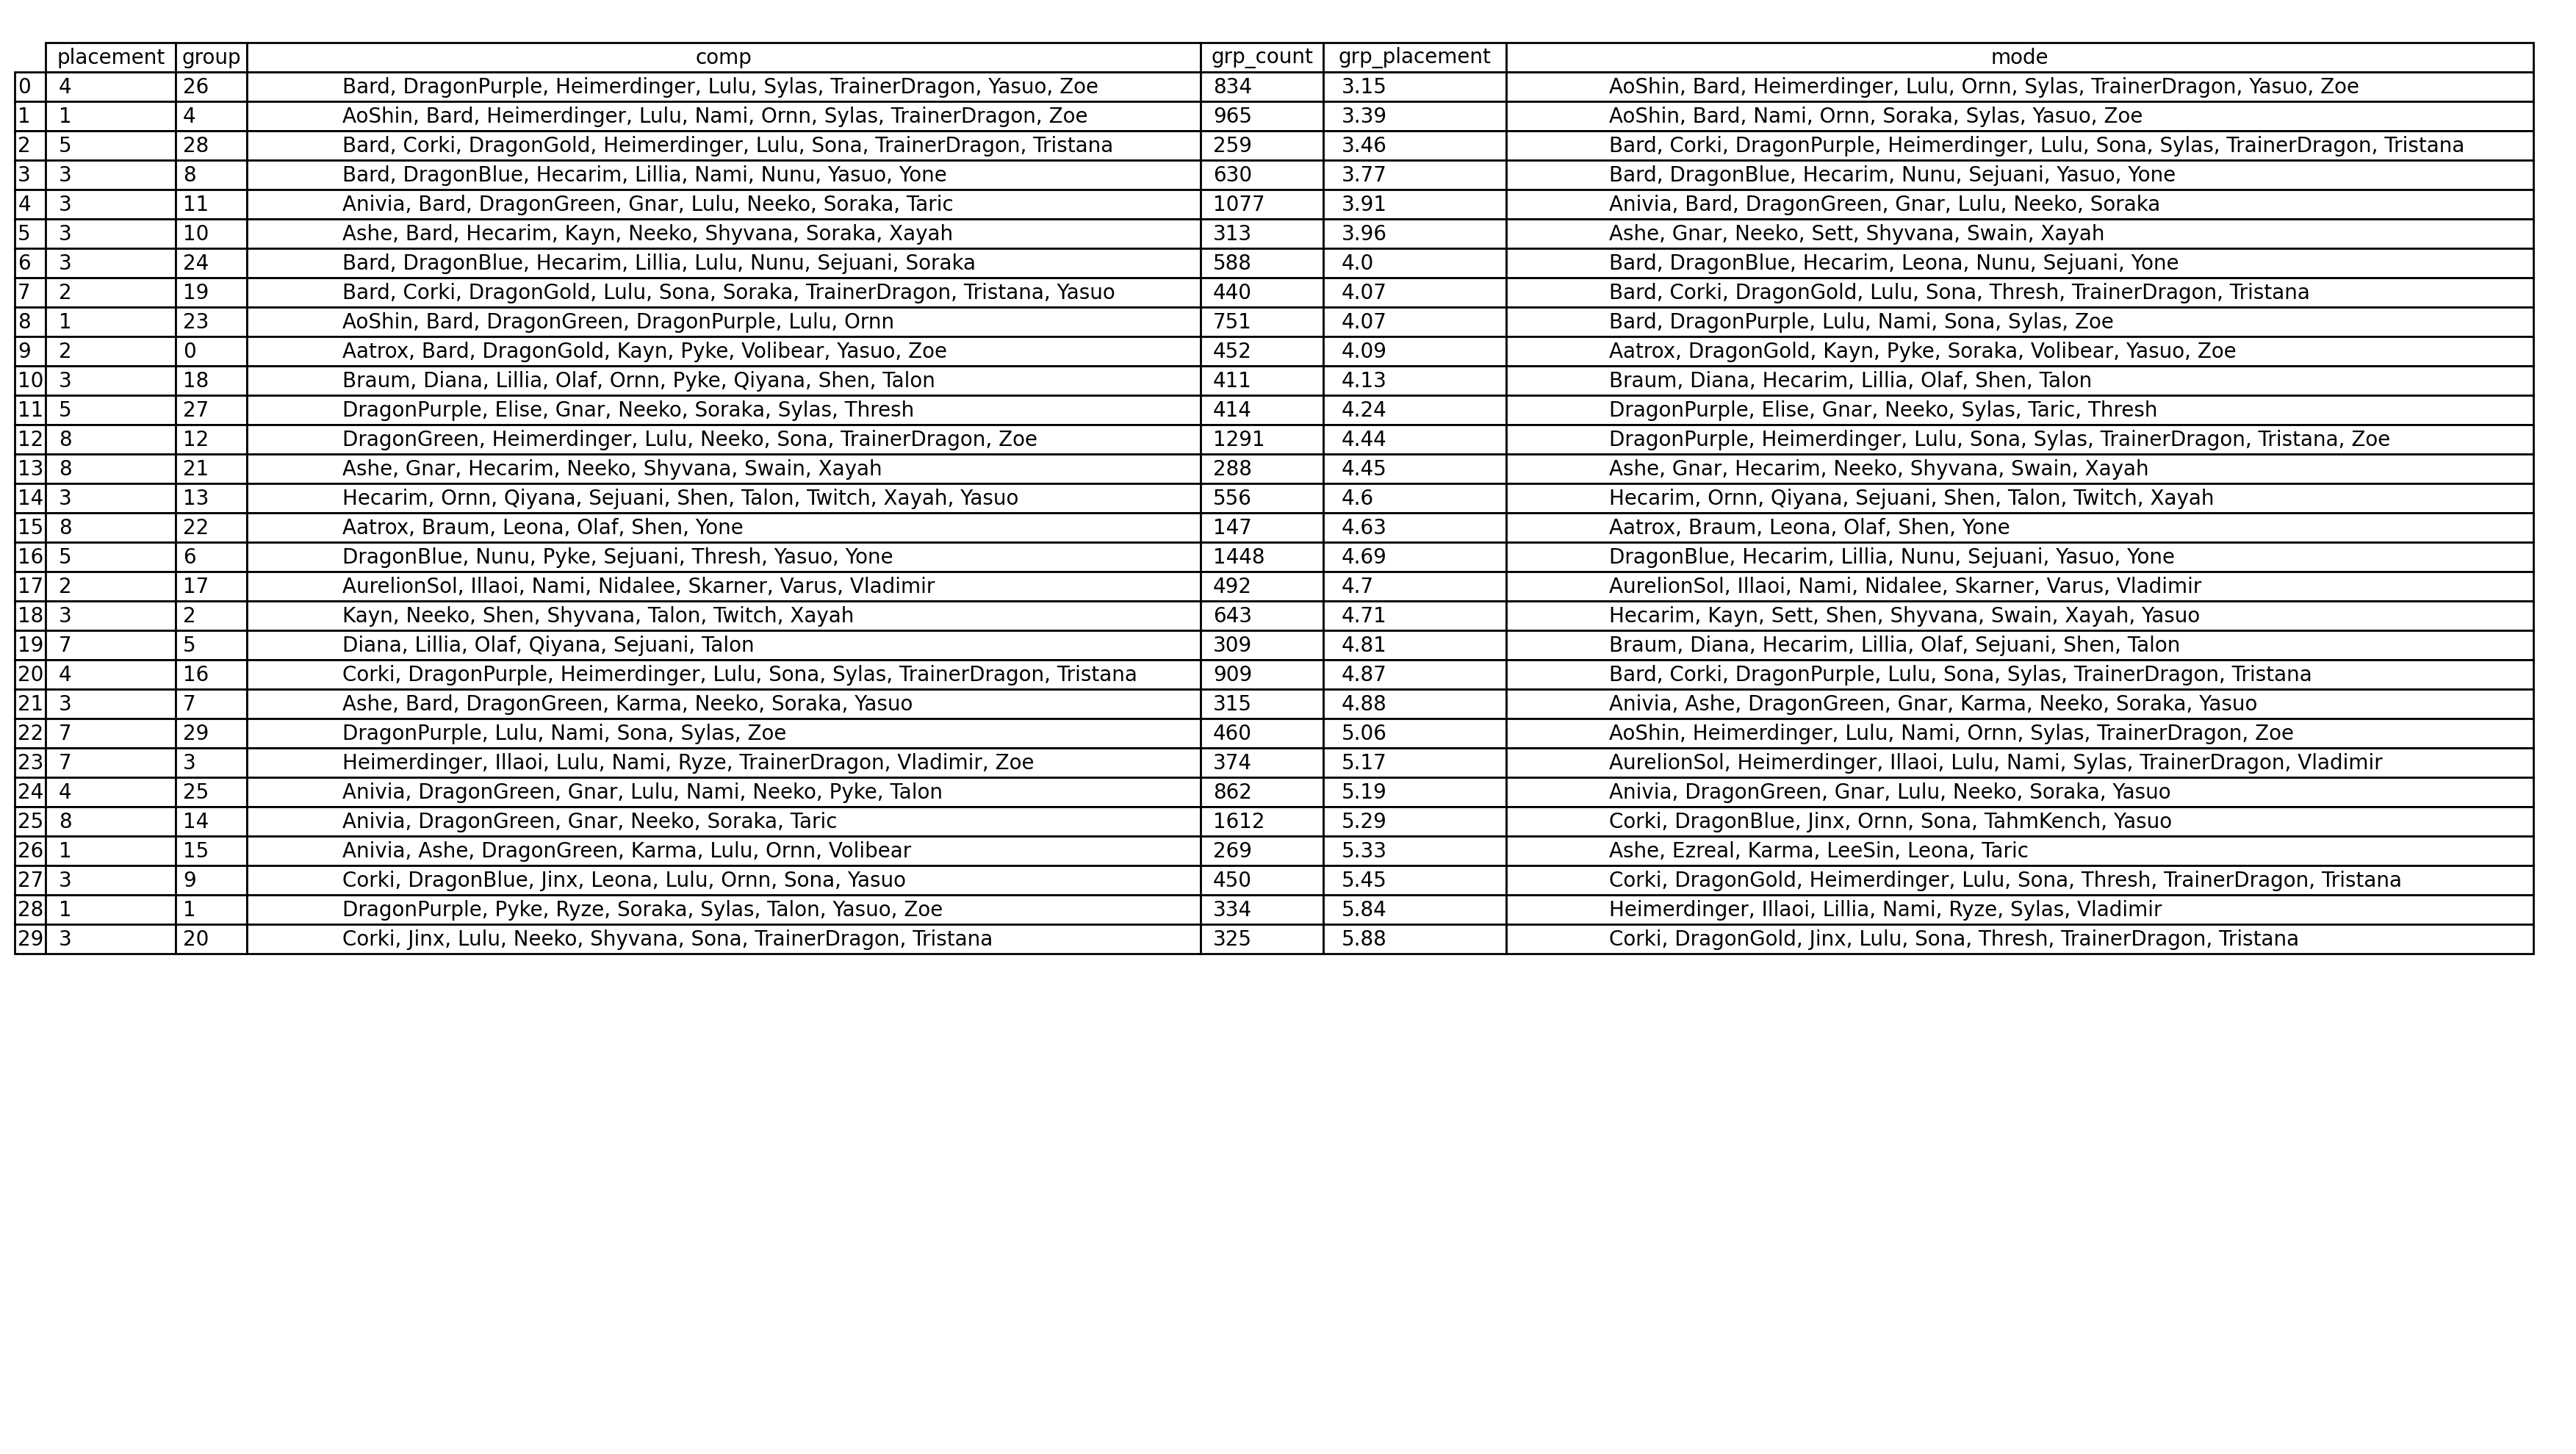 placement group comp grp_count grp_placement mode
0 4 26 Bard, DragonPurple, Heimerdinger, Lulu, Sylas, TrainerDragon, Yasuo, Zoe 834 3.15 AoShin, Bard, Heimerdinger, Lulu, Ornn, Sylas, TrainerDragon, Yasuo, Zoe
1 1 4 AoShin, Bard, Heimerdinger, Lulu, Nami, Ornn, Sylas, TrainerDragon, Zoe 965 3.39 AoShin, Bard, Nami, Ornn, Soraka, Sylas, Yasuo, Zoe
2 5 28 Bard, Corki, DragonGold, Heimerdinger, Lulu, Sona, TrainerDragon, Tristana 259 3.46 Bard, Corki, DragonPurple, Heimerdinger, Lulu, Sona, Sylas, TrainerDragon, Tristana
3 3 8 Bard, DragonBlue, Hecarim, Lillia, Nami, Nunu, Yasuo, Yone 630 3.77 Bard, DragonBlue, Hecarim, Nunu, Sejuani, Yasuo, Yone
4 3 11 Anivia, Bard, DragonGreen, Gnar, Lulu, Neeko, Soraka, Taric 1077 3.91 Anivia, Bard, DragonGreen, Gnar, Lulu, Neeko, Soraka
5 3 10 Ashe, Bard, Hecarim, Kayn, Neeko, Shyvana, Soraka, Xayah 313 3.96 Ashe, Gnar, Neeko, Sett, Shyvana, Swain, Xayah
6 3 24 Bard, DragonBlue, Hecarim, Lillia, Lulu, Nunu, Sejuani, Soraka 588 4.0 Bard, DragonBlue, Hecarim, Leona, Nunu, Sejuani, Yone
7 2 19 Bard, Corki, DragonGold, Lulu, Sona, Soraka, TrainerDragon, Tristana, Yasuo 440 4.07 Bard, Corki, DragonGold, Lulu, Sona, Thresh, TrainerDragon, Tristana
8 1 23 AoShin, Bard, DragonGreen, DragonPurple, Lulu, Ornn 751 4.07 Bard, DragonPurple, Lulu, Nami, Sona, Sylas, Zoe
9 2 0 Aatrox, Bard, DragonGold, Kayn, Pyke, Volibear, Yasuo, Zoe 452 4.09 Aatrox, DragonGold, Kayn, Pyke, Soraka, Volibear, Yasuo, Zoe
10 3 18 Braum, Diana, Lillia, Olaf, Ornn, Pyke, Qiyana, Shen, Talon 411 4.13 Braum, Diana, Hecarim, Lillia, Olaf, Shen, Talon
11 5 27 DragonPurple, Elise, Gnar, Neeko, Soraka, Sylas, Thresh 414 4.24 DragonPurple, Elise, Gnar, Neeko, Sylas, Taric, Thresh
12 8 12 DragonGreen, Heimerdinger, Lulu, Neeko, Sona, TrainerDragon, Zoe 1291 4.44 DragonPurple, Heimerdinger, Lulu, Sona, Sylas, TrainerDragon, Tristana, Zoe
13 8 21 Ashe, Gnar, Hecarim, Neeko, Shyvana, Swain, Xayah 288 4.45 Ashe, Gnar, Hecarim, Neeko, Shyvana, Swain, Xayah
14 3 13 Hecarim, Ornn, Qiyana, Sejuani, Shen, Talon, Twitch, Xayah, Yasuo 556 4.6 Hecarim, Ornn, Qiyana, Sejuani, Shen, Talon, Twitch, Xayah
15 8 22 Aatrox, Braum, Leona, Olaf, Shen, Yone 147 4.63 Aatrox, Braum, Leona, Olaf, Shen, Yone
16 5 6 DragonBlue, Nunu, Pyke, Sejuani, Thresh, Yasuo, Yone 1448 4.69 DragonBlue, Hecarim, Lillia, Nunu, Sejuani, Yasuo, Yone
17 2 17 AurelionSol, Illaoi, Nami, Nidalee, Skarner, Varus, Vladimir 492 4.7 AurelionSol, Illaoi, Nami, Nidalee, Skarner, Varus, Vladimir
18 3 2 Kayn, Neeko, Shen, Shyvana, Talon, Twitch, Xayah 643 4.71 Hecarim, Kayn, Sett, Shen, Shyvana, Swain, Xayah, Yasuo
19 7 5 Diana, Lillia, Olaf, Qiyana, Sejuani, Talon 309 4.81 Braum, Diana, Hecarim, Lillia, Olaf, Sejuani, Shen, Talon
20 4 16 Corki, DragonPurple, Heimerdinger, Lulu, Sona, Sylas, TrainerDragon, Tristana 909 4.87 Bard, Corki, DragonPurple, Lulu, Sona, Sylas, TrainerDragon, Tristana
21 3 7 Ashe, Bard, DragonGreen, Karma, Neeko, Soraka, Yasuo 315 4.88 Anivia, Ashe, DragonGreen, Gnar, Karma, Neeko, Soraka, Yasuo
22 7 29 DragonPurple, Lulu, Nami, Sona, Sylas, Zoe 460 5.06 AoShin, Heimerdinger, Lulu, Nami, Ornn, Sylas, TrainerDragon, Zoe
23 7 3 Heimerdinger, Illaoi, Lulu, Nami, Ryze, TrainerDragon, Vladimir, Zoe 374 5.17 AurelionSol, Heimerdinger, Illaoi, Lulu, Nami, Sylas, TrainerDragon, Vladimir
24 4 25 Anivia, DragonGreen, Gnar, Lulu, Nami, Neeko, Pyke, Talon 862 5.19 Anivia, DragonGreen, Gnar, Lulu, Neeko, Soraka, Yasuo
25 8 14 Anivia, DragonGreen, Gnar, Neeko, Soraka, Taric 1612 5.29 Corki, DragonBlue, Jinx, Ornn, Sona, TahmKench, Yasuo
26 1 15 Anivia, Ashe, DragonGreen, Karma, Lulu, Ornn, Volibear 269 5.33 Ashe, Ezreal, Karma, LeeSin, Leona, Taric
27 3 9 Corki, DragonBlue, Jinx, Leona, Lulu, Ornn, Sona, Yasuo 450 5.45 Corki, DragonGold, Heimerdinger, Lulu, Sona, Thresh, TrainerDragon, Tristana
28 1 1 DragonPurple, Pyke, Ryze, Soraka, Sylas, Talon, Yasuo, Zoe 334 5.84 Heimerdinger, Illaoi, Lillia, Nami, Ryze, Sylas, Vladimir
29 3 20 Corki, Jinx, Lulu, Neeko, Shyvana, Sona, TrainerDragon, Tristana 325 5.88 Corki, DragonGold, Jinx, Lulu, Sona, Thresh, TrainerDragon, Tristana